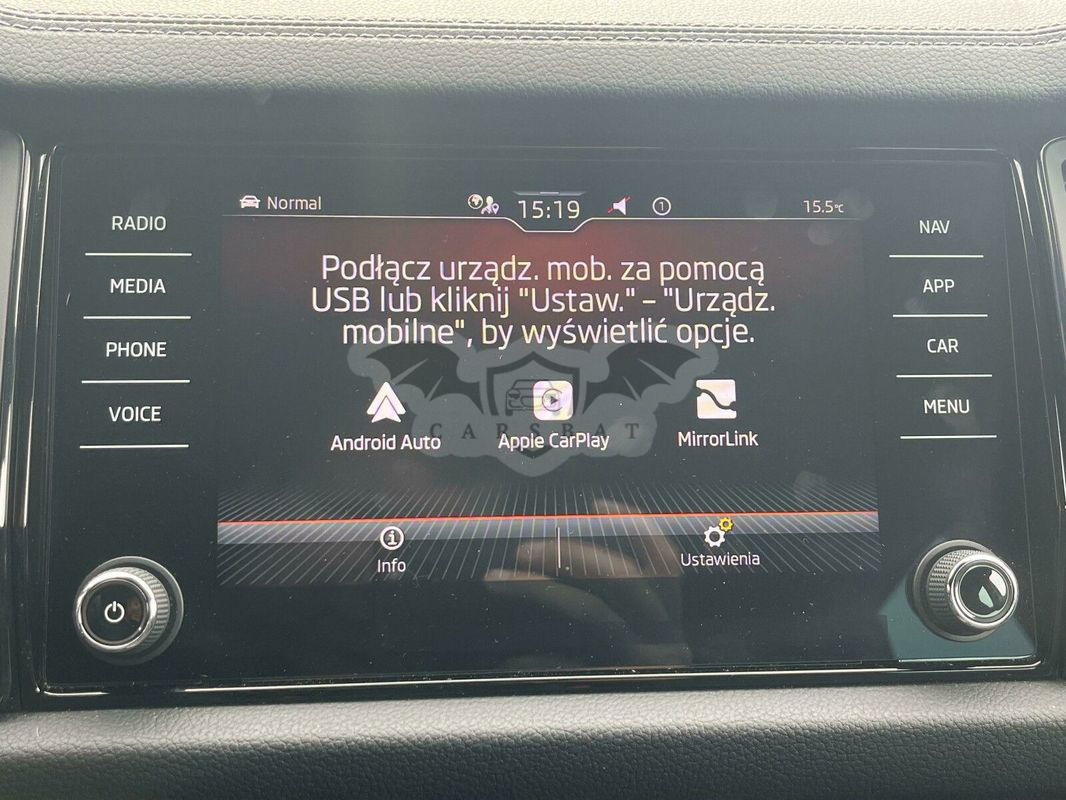 Normal
15:19
1
15.5°C
RADIO
MEDIA
PHONE
VOICE
NAV
APP
CAR
MENU
Podłącz urządz. mob. za pomocą
USB lub kliknij "Ustaw." – "Urządz.
mobilne", by wyświetlić opcje.
Android Auto
Apple CarPlay
MirrorLink
CARSBAT
Info
Ustawienia